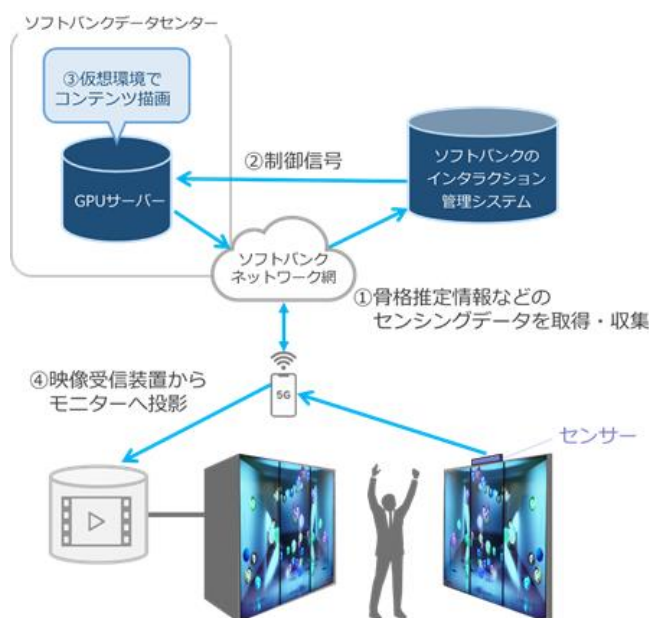 ソフトバンクデータセンター
③仮想環境で
コンテンツ描画
GPUサーバー
②制御信号
ソフトバンクの
インタラクション
管理システム
ソフトバンク
ネットワーク網
①骨格推定情報などの
センシングデータを取得・収集
④映像受信装置から
モニターへ投影
5G
センサー